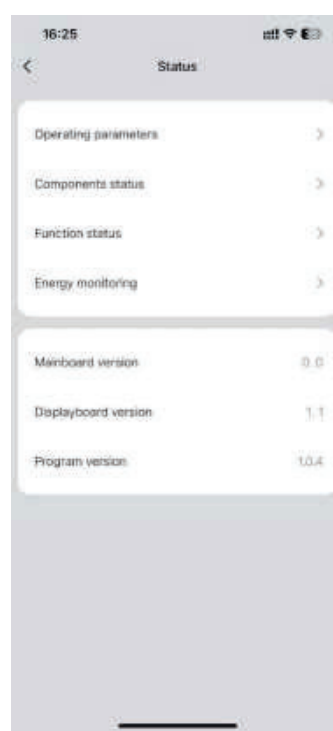 16:25
Status
Operating parameters
Components status
Function status
Energy monitoring
Mainboard version 0.0
Displayboard version 1.1
Program version 1.0.4